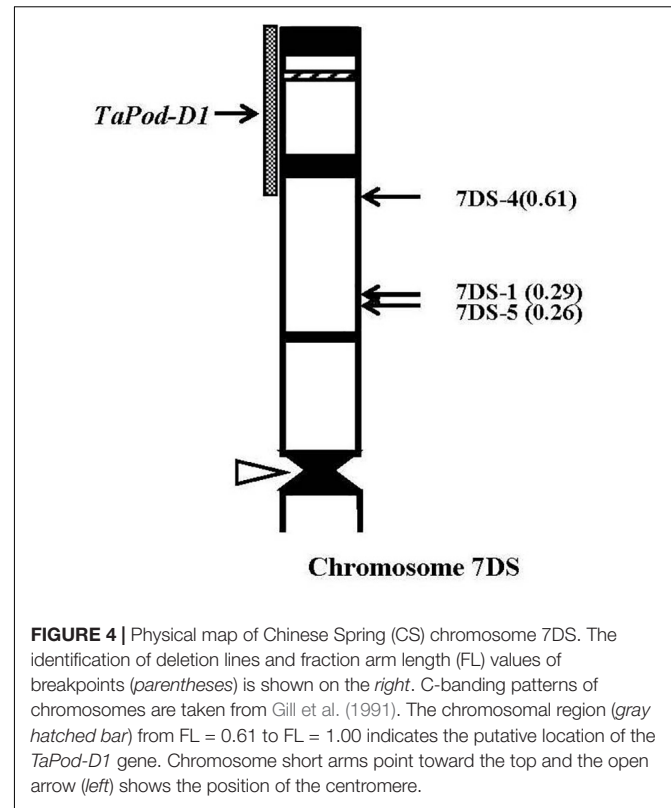 TaPod-D1
7DS-4(0.61)
7DS-1 (0.29)
7DS-5 (0.26)
Chromosome 7DS
FIGURE 4 | Physical map of Chinese Spring (CS) chromosome 7DS. The
identification of deletion lines and fraction arm length (FL) values of
breakpoints (parentheses) is shown on the right. C-banding patterns of
chromosomes are taken from Gill et al. (1991). The chromosomal region (gray
hatched bar) from FL = 0.61 to FL = 1.00 indicates the putative location of the
TaPod-D1 gene. Chromosome short arms point toward the top and the open
arrow (left) shows the position of the centromere.